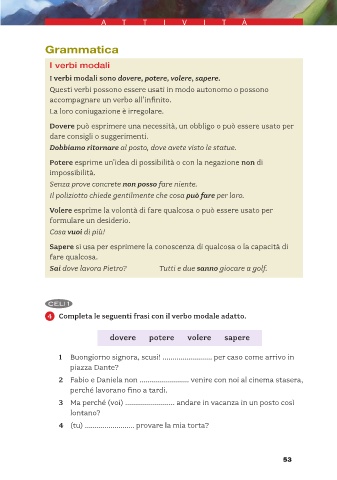 ATTIVITÀ
Grammatica
I verbi modali
I verbi modali sono dovere, potere, volere, sapere.
Questi verbi possono essere usati in modo autonomo o possono
accompagnare un verbo all'infinito.
La loro coniugazione è irregolare.
Dovere può esprimere una necessità, un obbligo o può essere usato per
dare consigli o suggerimenti.
Dobbiamo ritornare al posto, dove avete visto le statue.
Potere esprime un'idea di possibilità o con la negazione non di
impossibilità.
Senza prove concrete non posso fare niente.
Il poliziotto chiede gentilmente che cosa può fare per loro.
Volere esprime la volontà di fare qualcosa o può essere usato per
formulare un desiderio.
Cosa vuoi di più!
Sapere si usa per esprimere la conoscenza di qualcosa o la capacità di
fare qualcosa.
Sai dove lavora Pietro? Tutti e due sanno giocare a golf.
CELI 1
4 Completa le seguenti frasi con il verbo modale adatto.
dovere potere volere sapere
1 Buongiorno signora, scusi! ........................ per caso come arrivo in
piazza Dante?
2 Fabio e Daniela non ........................ venire con noi al cinema stasera,
perché lavorano fino a tardi.
3 Ma perché (voi) ........................ andare in vacanza in un posto così
lontano?
4 (tu) ........................ provare la mia torta?
53